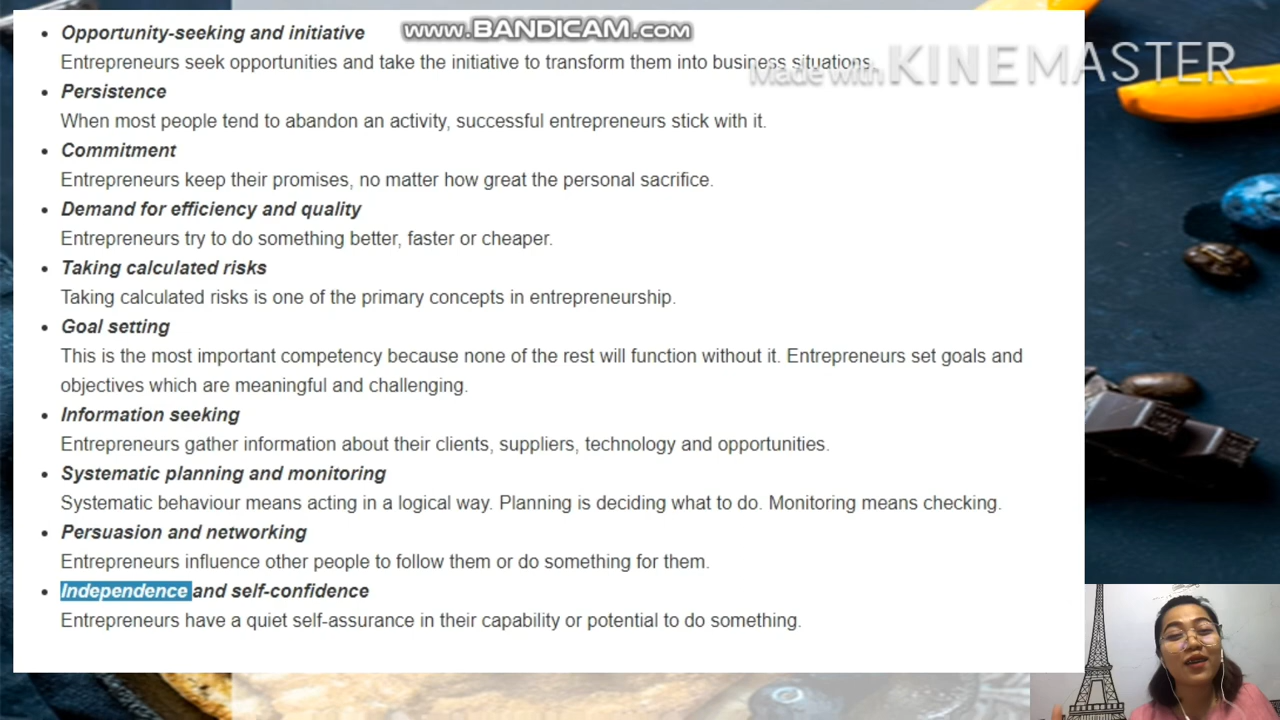 www.BANDICAM.com
Made with KINEMASTER
• Opportunity-seeking and initiative
Entrepreneurs seek opportunities and take the initiative to transform them into business situations.
• Persistence
When most people tend to abandon an activity, successful entrepreneurs stick with it.
• Commitment
Entrepreneurs keep their promises, no matter how great the personal sacrifice.
• Demand for efficiency and quality
Entrepreneurs try to do something better, faster or cheaper.
• Taking calculated risks
Taking calculated risks is one of the primary concepts in entrepreneurship.
• Goal setting
This is the most important competency because none of the rest will function without it. Entrepreneurs set goals and
objectives which are meaningful and challenging.
• Information seeking
Entrepreneurs gather information about their clients, suppliers, technology and opportunities.
• Systematic planning and monitoring
Systematic behaviour means acting in a logical way. Planning is deciding what to do. Monitoring means checking.
• Persuasion and networking
Entrepreneurs influence other people to follow them or do something for them.
• Independence and self-confidence
Entrepreneurs have a quiet self-assurance in their capability or potential to do something.